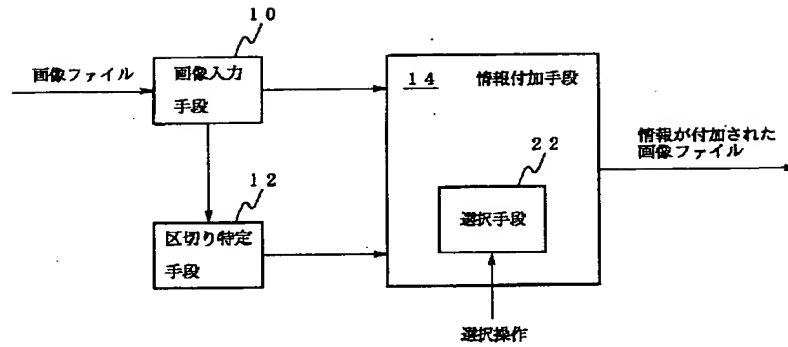 10
画像ファイル
画像入力
手段
14
情報付加手段
情報が付加された
画像ファイル
22
選択手段
12
区切り特定
手段
選択操作